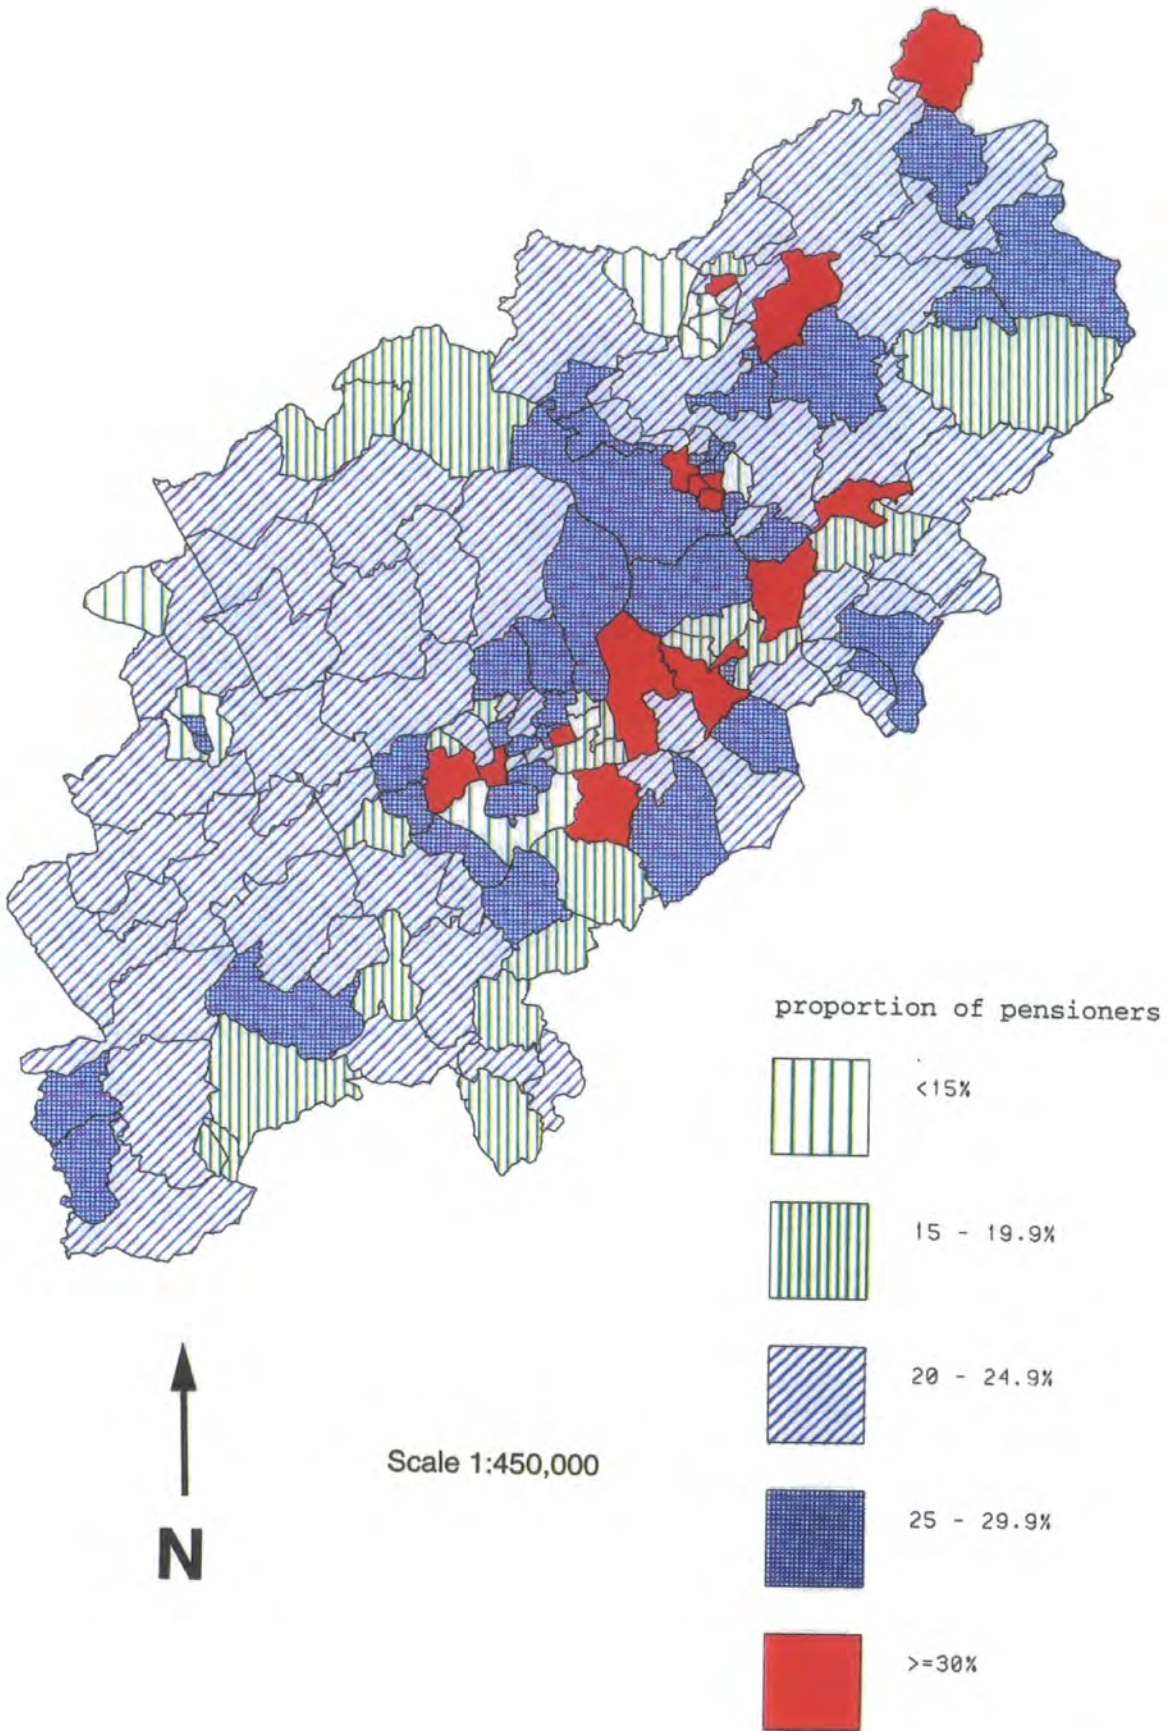 proportion of pensioners
<15%
15 - 19.9%
20 - 24.9%
Scale 1:450,000
25 - 29.9%
N
>=30%